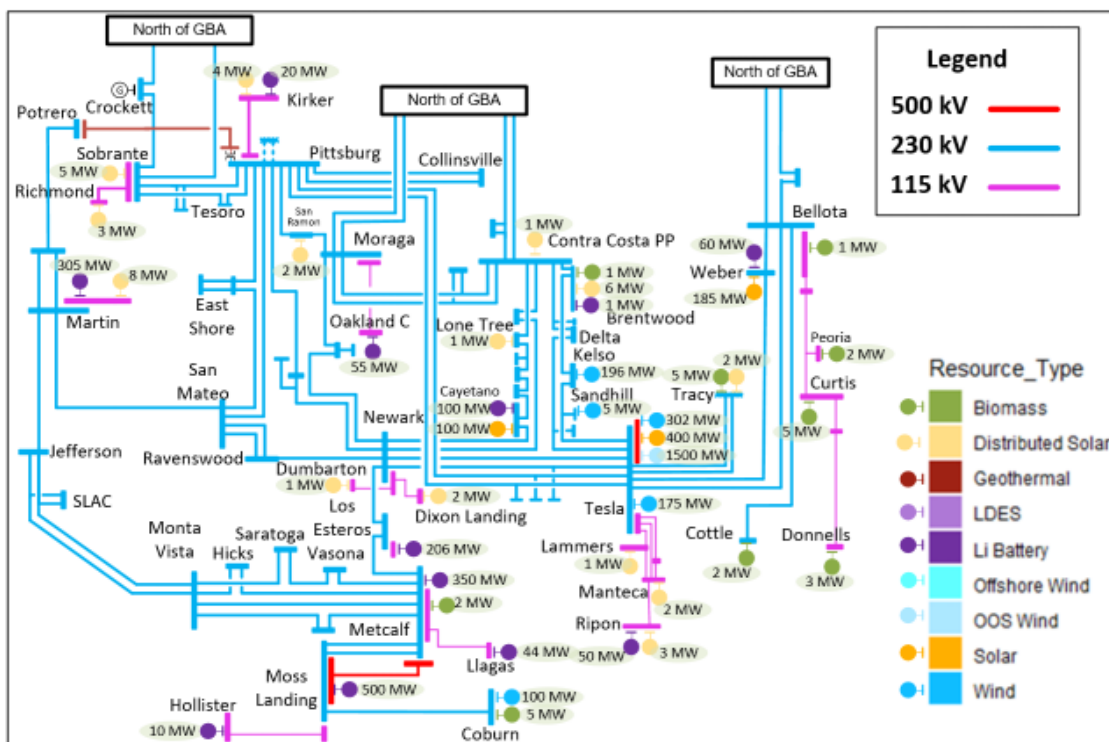 North of GBA
North of GBA
North of GBA
Legend
500 kV
230 kV
115 kV
4 MW
20 MW
Kirker
G
Crockett
Potrero
Sobrante
5 MW
Richmond
3 MW
Tesoro
Pittsburg
Collinsville
San
Ramon
2 MW
Moraga
1 MW
Contra Costa PP
1 MW
6 MW
1 MW
Brentwood
Bellota
1 MW
60 MW
Weber
185 MW
Peoria
2 MW
Curtis
5 MW
305 MW
8 MW
Martin
East
Shore
Oakland C
55 MW
Lone Tree
1 MW
Delta
Kelso
196 MW
Sandhill
5 MW
Cayetano
100 MW
100 MW
2 MW
5 MW
Tracy
302 MW
400 MW
1500 MW
San
Mateo
Newark
Ravenswood
Jefferson
SLAC
Dumbarton
1 MW
Los
Esteros
2 MW
Dixon Landing
206 MW
Tesla
175 MW
Lammers
1 MW
Manteca
2 MW
Ripon
50 MW
3 MW
Cottle
2 MW
Donnells
3 MW
Monta
Vista
Hicks
Saratoga
Vasona
350 MW
2 MW
Metcalf
Llagas
44 MW
Moss
Landing
500 MW
Hollister
10 MW
100 MW
5 MW
Coburn
Resource_Type
Biomass
Distributed Solar
Geothermal
LDES
Li Battery
Offshore Wind
OOS Wind
Solar
Wind